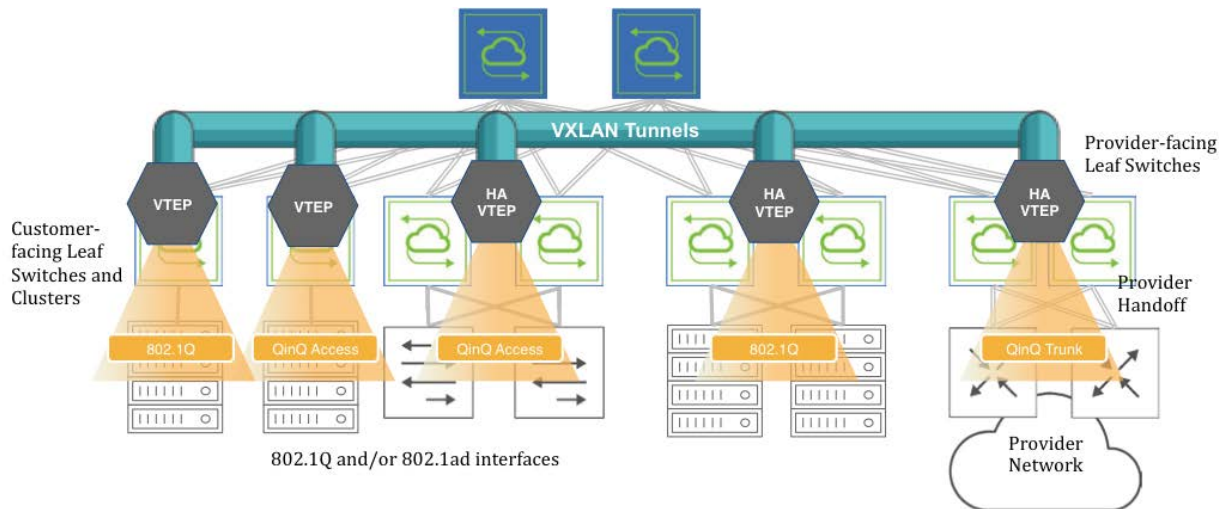 VXLAN Tunnels
Provider-facing
Leaf Switches
VTEP
VTEP
HA
VTEP
HA
VTEP
HA
VTEP
Customer-
facing Leaf
Switches and
Clusters
Provider
Handoff
802.1Q
QinQ Access
QinQ Access
802.1Q
QinQ Trunk
802.1Q and/or 802.1ad interfaces
Provider
Network